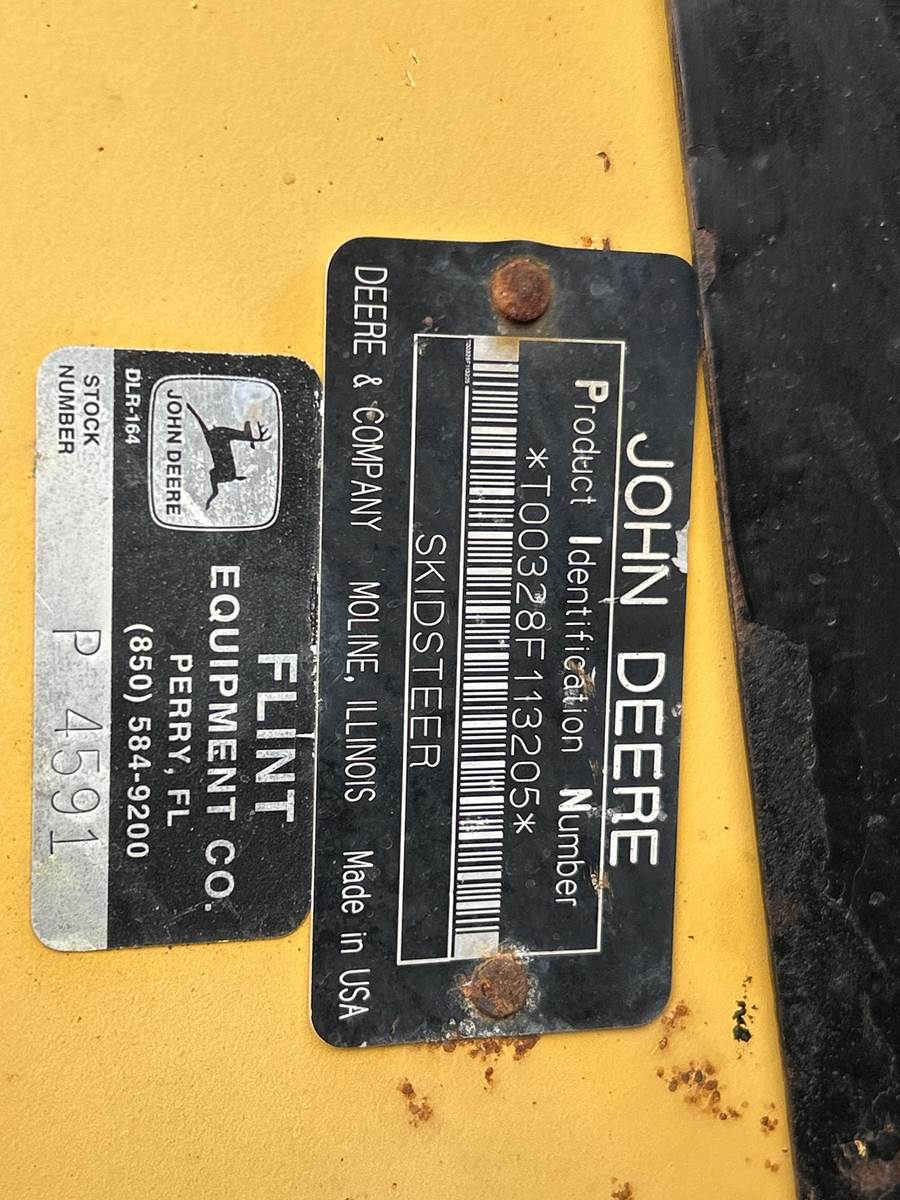 JOHN DEERE
Product Identification Number
*T00328F113205*
SKIDSTEER
DEERE & COMPANY MOLINE, ILLINOIS Made in USA
FLINT
EQUIPMENT CO.
PERRY, FL
(850) 584-9200
JOHN DEERE
DLR-164
STOCK
NUMBER
P 4591